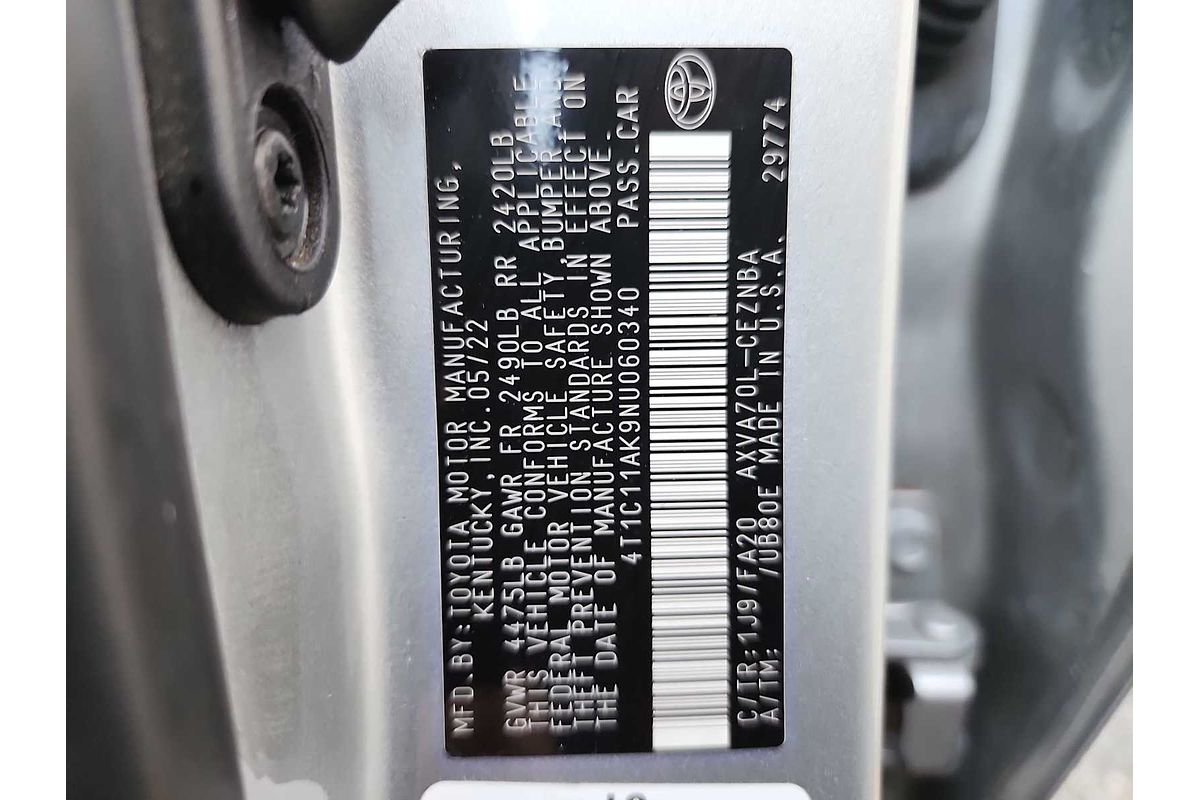 MFD.BY:TOYOTA MOTOR MANUFACTURING,
KENTUCKY, INC.05/22
GVWR 4475LB GAWR FR 2490LB RR 2420LB
THIS VEHICLE CONFORMS TO ALL APPLICABLE
FEDERAL MOTOR VEHICLE SAFETY,BUMPER,AND
THEFT PREVENTION STANDARDS IN EFFECT ON
THE DATE OF MANUFACTURE SHOWN ABOVE.
4T1C11AK9NU060340 PASS.CAR
C/TR:1J9/FA20 AXVA70L-CEZNBA
A/TM: /UB80E MADE IN U.S.A. 29774